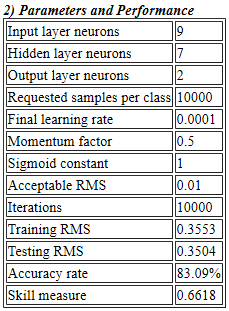 2) Parameters and Performance
Input layer neurons 9
Hidden layer neurons 7
Output layer neurons 2
Requested samples per class 10000
Final learning rate 0.0001
Momentum factor 0.5
Sigmoid constant 1
Acceptable RMS 0.01
Iterations 10000
Training RMS 0.3553
Testing RMS 0.3504
Accuracy rate 83.09%
Skill measure 0.6618